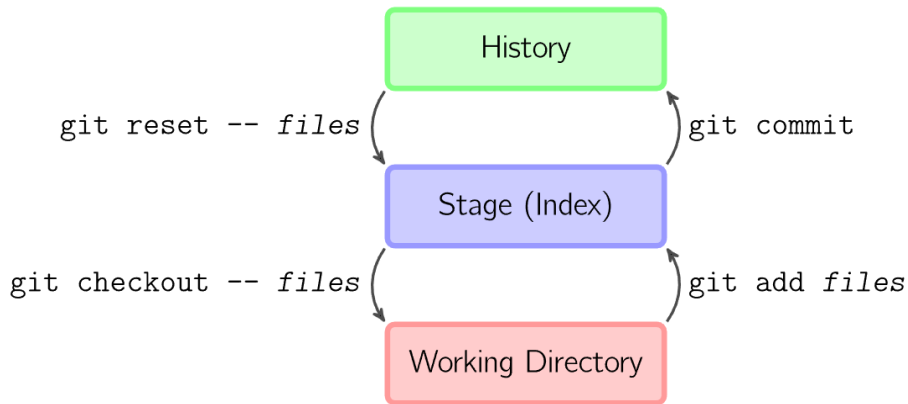 History
git reset -- files
git commit
Stage (Index)
git checkout -- files
git add files
Working Directory